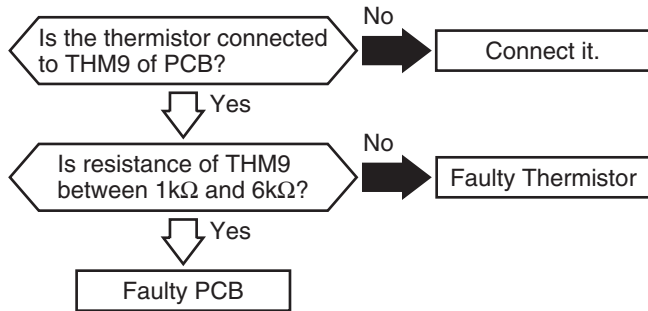 Is the thermistor connected
to THM9 of PCB?
No
Connect it.
Yes
Is resistance of THM9
between 1kΩ and 6kΩ?
No
Faulty Thermistor
Yes
Faulty PCB